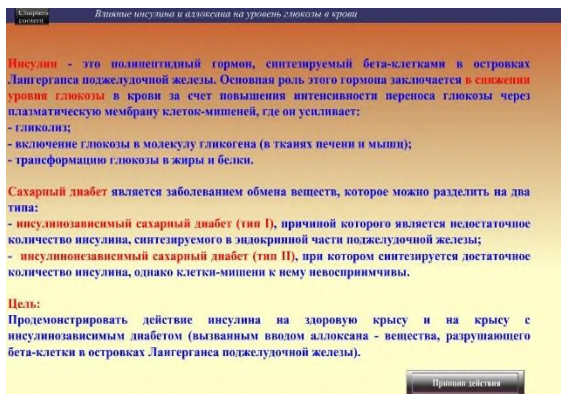 Chapters
content
Влияние инсулина и аллоксана на уровень глюкозы в крови
Инсулин - это полипептидный гормон, синтезируемый бета-клетками в островках
Лангерганса поджелудочной железы. Основная роль этого гормона заключается в снижении
уровня глюкозы в крови за счет повышения интенсивности переноса глюкозы через
плазматическую мембрану клеток-мишеней, где он усиливает:
- гликолиз;
- включение глюкозы в молекулу гликогена (в тканях печени и мышц);
- трансформацию глюкозы в жиры и белки.
Сахарный диабет является заболеванием обмена веществ, которое можно разделить на два
типа:
- инсулинозависимый сахарный диабет (тип I), причиной которого является недостаточное
количество инсулина, синтезируемого в эндокринной части поджелудочной железы;
- инсулинонезависимый сахарный диабет (тип II), при котором синтезируется достаточное
количество инсулина, однако клетки-мишени к нему невосприимчивы.
Цель:
Продемонстрировать действие инсулина на здоровую крысу и на крысу с
инсулинозависимым диабетом (вызванным вводом аллоксана - вещества, разрушающего
бета-клетки в островках Лангерганса поджелудочной железы).
Принцип действия